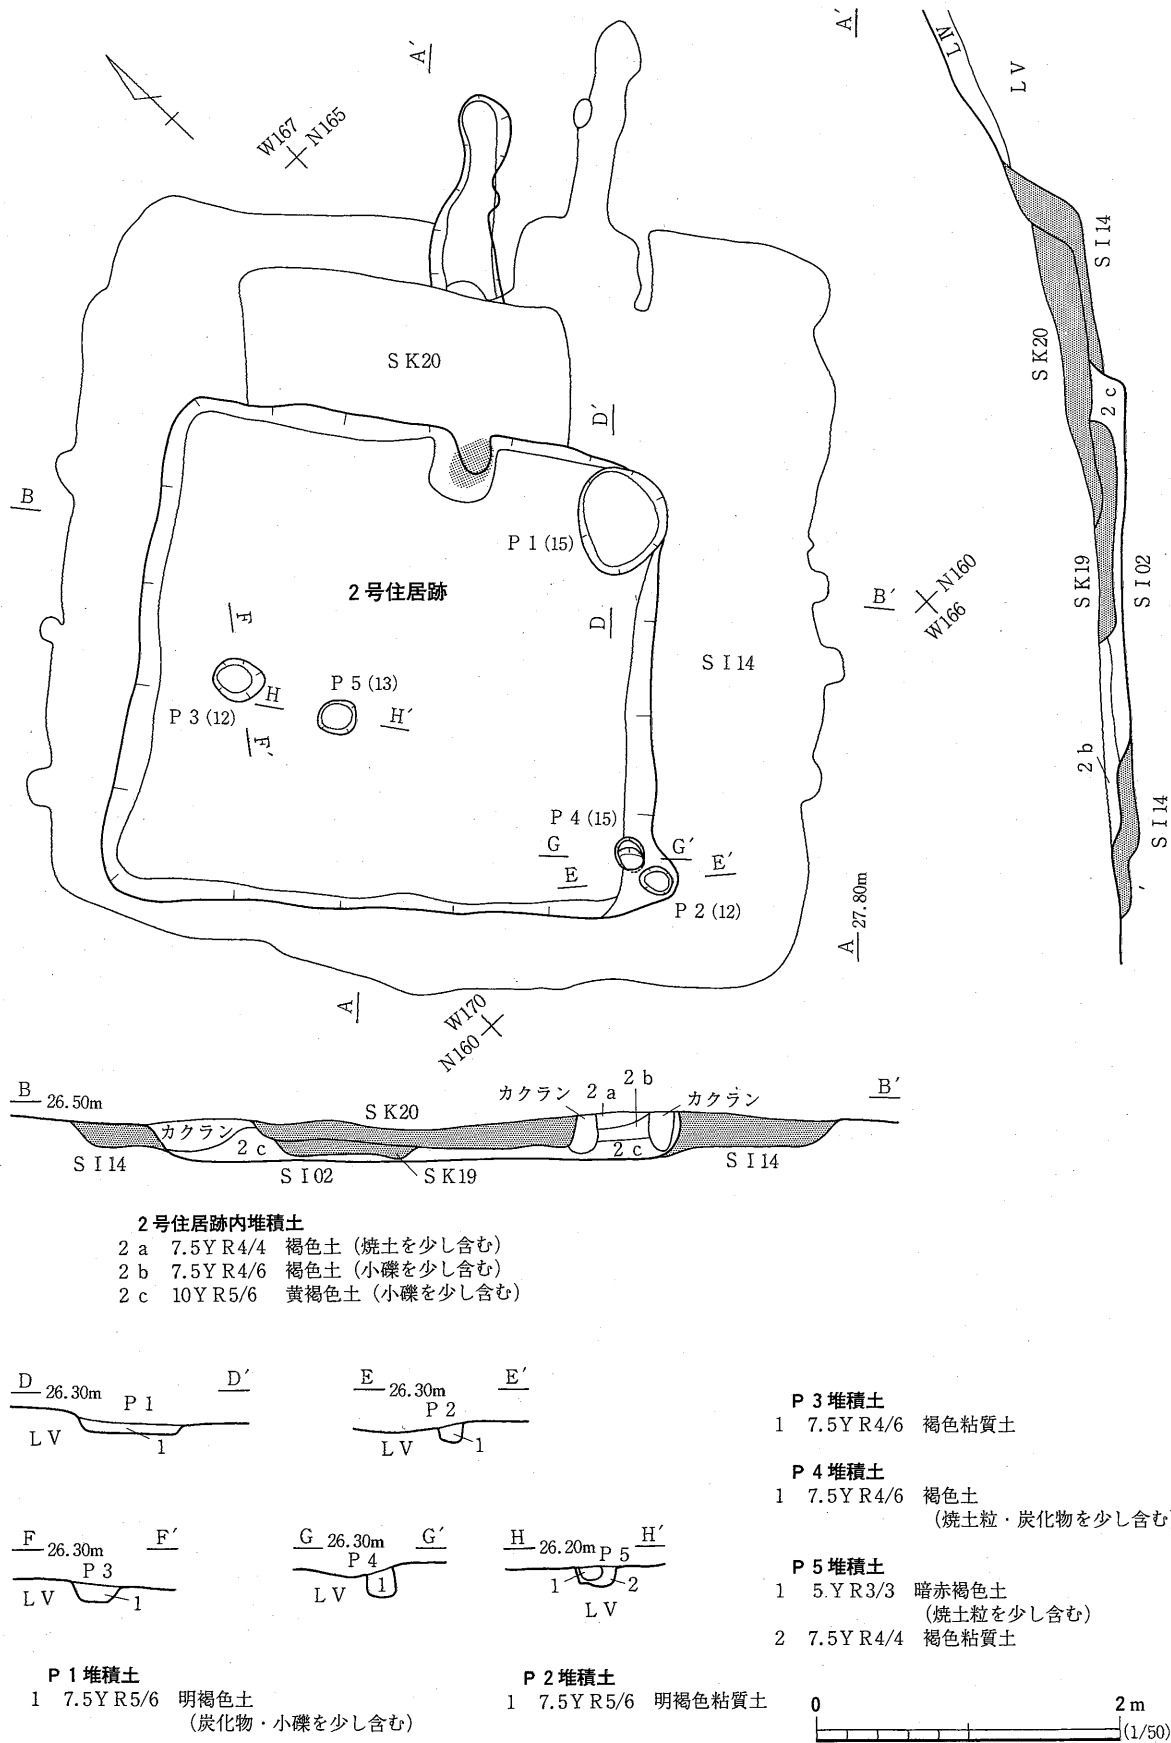 A′
A′
LⅣ
LⅤ
W167
N165
SI14
SK20
SK20
2c
D′
B
P1(15)
2号住居跡
D
B′
N160
W166
SK19
SI02
F
SI14
P5(13)
H
H′
P3(12)
F′
2b
P4(15)
G
G′
E
E′
P2(12)
SI14
A 27.80m
A
W170
N160
B 26.50m
カクラン
2a
2b
カクラン
B′
SK20
カクラン
2c
2c
SI14
SI02
SK19
SI14
2号住居跡内堆積土
2a 7.5YR4/4 褐色土（焼土を少し含む）
2b 7.5YR4/6 褐色土（小礫を少し含む）
2c 10YR5/6 黄褐色土（小礫を少し含む）
D 26.30m D′
P1
LⅤ
1
E 26.30m E′
P2
LⅤ
1
F 26.30m F′
P3
LⅤ
1
G 26.30m G′
P4
LⅤ
1
H 26.20m H′
P5
1
2
LⅤ
P3堆積土
1 7.5YR4/6 褐色粘質土
P4堆積土
1 7.5YR4/6 褐色土
（焼土粒・炭化物を少し含む
P5堆積土
1 5YR3/3 暗赤褐色土
（焼土粒を少し含む）
2 7.5YR4/4 褐色粘質土
P1堆積土
1 7.5YR5/6 明褐色土
（炭化物・小礫を少し含む）
P2堆積土
1 7.5YR5/6 明褐色粘質土
0 2m
(1/50)